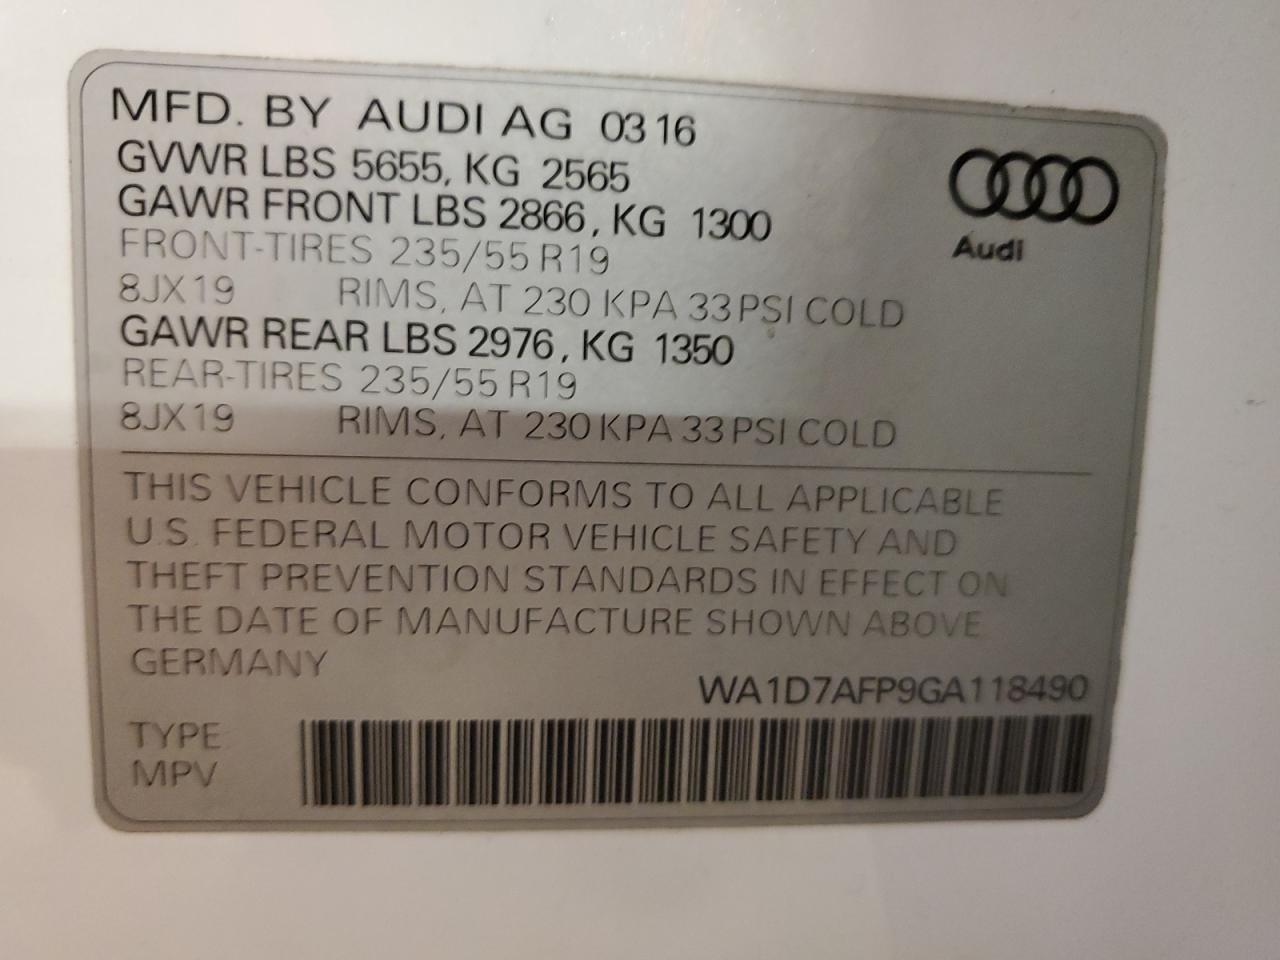 MFD. BY AUDI AG 03 16
GVWR LBS 5655, KG 2565
GAWR FRONT LBS 2866, KG 1300
FRONT-TIRES 235/55 R19
8JX19 RIMS, AT 230 KPA 33 PSI COLD
GAWR REAR LBS 2976, KG 1350
REAR-TIRES 235/55 R19
8JX19 RIMS, AT 230 KPA 33 PSI COLD
Audi
THIS VEHICLE CONFORMS TO ALL APPLICABLE
U.S. FEDERAL MOTOR VEHICLE SAFETY AND
THEFT PREVENTION STANDARDS IN EFFECT ON
THE DATE OF MANUFACTURE SHOWN ABOVE
GERMANY
WA1D7AFP9GA118490
TYPE
MPV